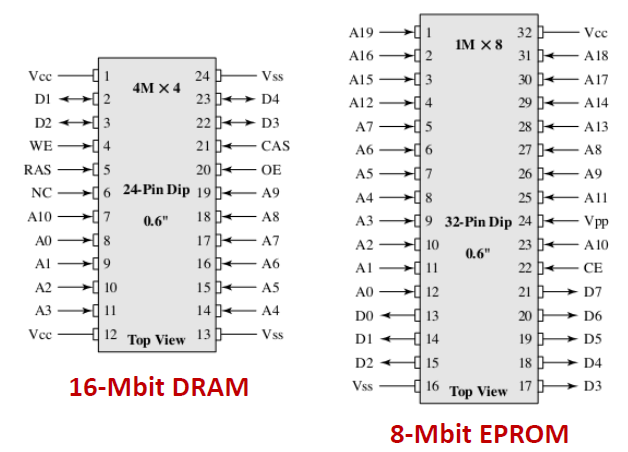 Vcc 1 24 Vss
4M × 4
D1 2 23 D4
D2 3 22 D3
WE 4 21 CAS
RAS 5 20 OE
NC 6 24-Pin Dip 19 A9
A10 7 0.6" 18 A8
A0 8 17 A7
A1 9 16 A6
A2 10 15 A5
A3 11 14 A4
Vcc 12 Top View 13 Vss
16-Mbit DRAM
A19 1 32 Vcc
1M × 8
A16 2 31 A18
A15 3 30 A17
A12 4 29 A14
A7 5 28 A13
A6 6 27 A8
A5 7 26 A9
A4 8 25 A11
A3 9 32-Pin Dip 24 Vpp
A2 10 23 A10
0.6"
A1 11 22 CE
A0 12 21 D7
D0 13 20 D6
D1 14 19 D5
D2 15 18 D4
Vss 16 Top View 17 D3
8-Mbit EPROM